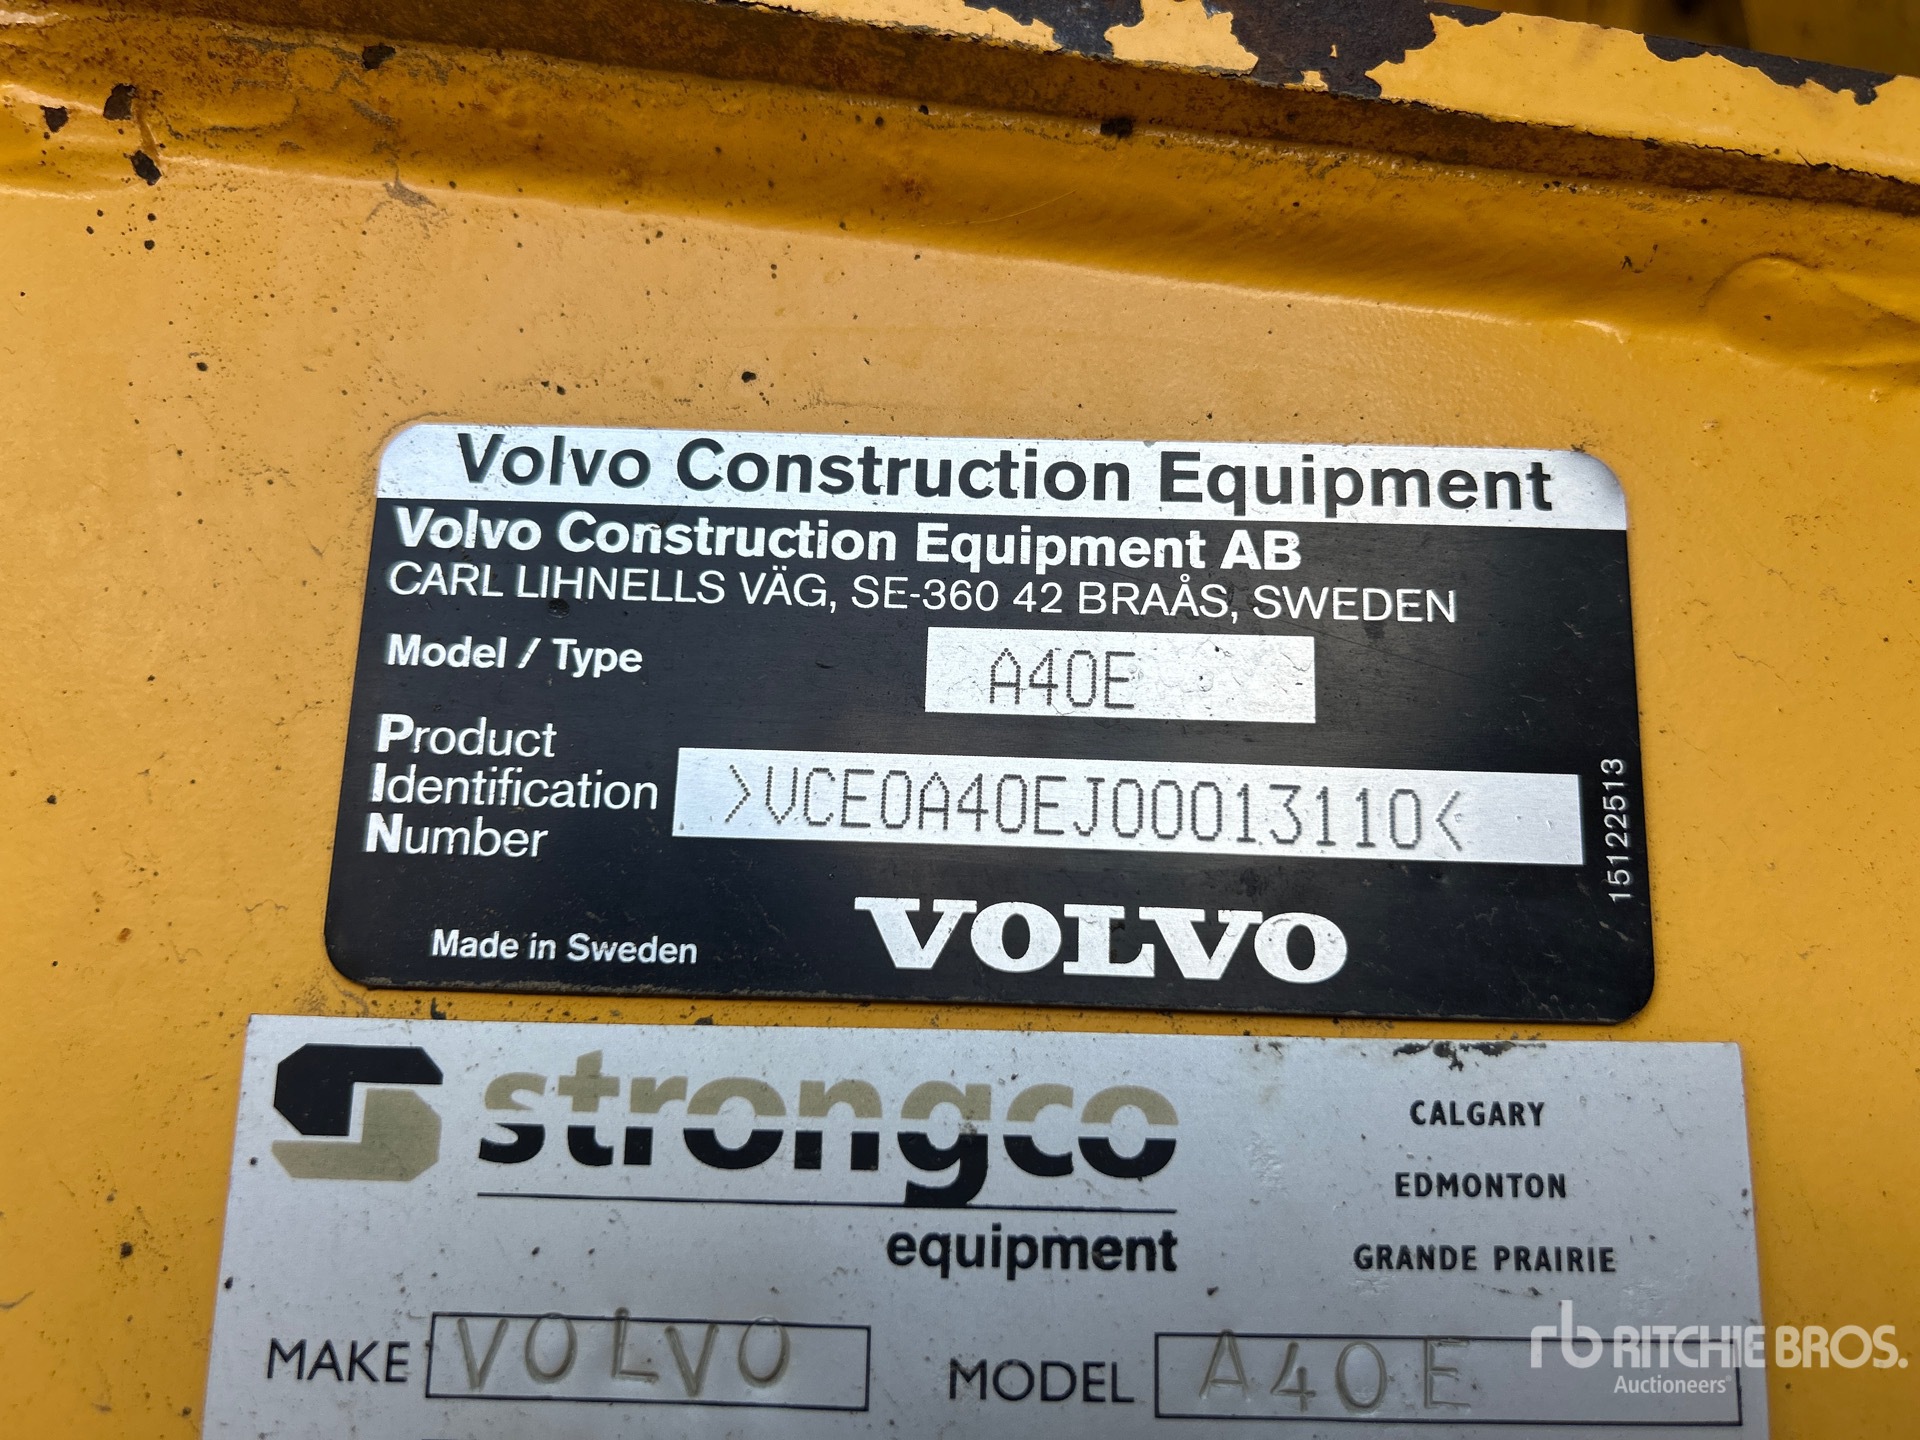 Volvo Construction Equipment
Volvo Construction Equipment AB
CARL LIHNELLS VÄG, SE-360 42 BRAÅS, SWEDEN
Model / Type A40E
Product
Identification
Number
>VCE0A40EJ00013110<
15122513
Made in Sweden
VOLVO
strongco
equipment
CALGARY
EDMONTON
GRANDE PRAIRIE
MAKE VOLVO MODEL A40E
rb RITCHIE BROS.
Auctioneers